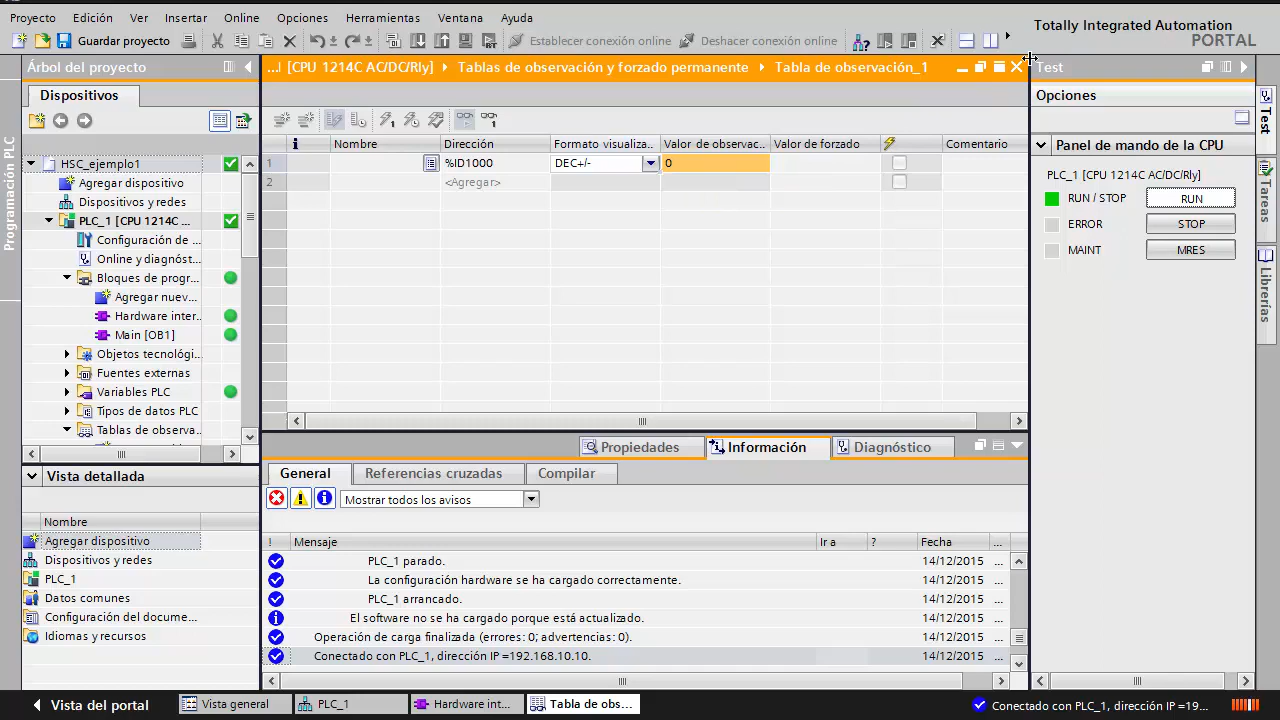 Proyecto Edición Ver Insertar Online Opciones Herramientas Ventana Ayuda
Totally Integrated Automation
PORTAL
Guardar proyecto
Establecer conexión online
Deshacer conexión online
Programación PLC
Árbol del proyecto
Dispositivos
HSC_ejemplo1
Agregar dispositivo
Dispositivos y redes
PLC_1 [CPU 1214C ...
Configuración de ...
Online y diagnóst...
Bloques de progr...
Agregar nuev...
Hardware inter...
Main [OB1]
Objetos tecnológi...
Fuentes externas
Variables PLC
Tipos de datos PLC
Tablas de observa...
Vista detallada
Nombre
Agregar dispositivo
Dispositivos y redes
PLC_1
Datos comunes
Configuración del docume...
Idiomas y recursos
...l [CPU 1214C AC/DC/Rly] Tablas de observación y forzado permanente Tabla de observación_1
i Nombre Dirección Formato visualiza... Valor de observac... Valor de forzado Comentario
1 %ID1000 DEC+/- 0
2 <Agregar>
Propiedades Información Diagnóstico
General Referencias cruzadas Compilar
Mostrar todos los avisos
! Mensaje Ir a ? Fecha ...
PLC_1 parado. 14/12/2015 ...
La configuración hardware se ha cargado correctamente. 14/12/2015 ...
PLC_1 arrancado. 14/12/2015 ...
El software no se ha cargado porque está actualizado. 14/12/2015 ...
Operación de carga finalizada (errores: 0; advertencias: 0). 14/12/2015 ...
Conectado con PLC_1, dirección IP =192.168.10.10. 14/12/2015 ...
Test
Opciones
Panel de mando de la CPU
PLC_1 [CPU 1214C AC/DC/Rly]
RUN / STOP RUN
ERROR STOP
MAINT MRES
Test
Tareas
Librerías
Vista del portal Vista general PLC_1 Hardware int... Tabla de obs... Conectado con PLC_1, dirección IP =19...